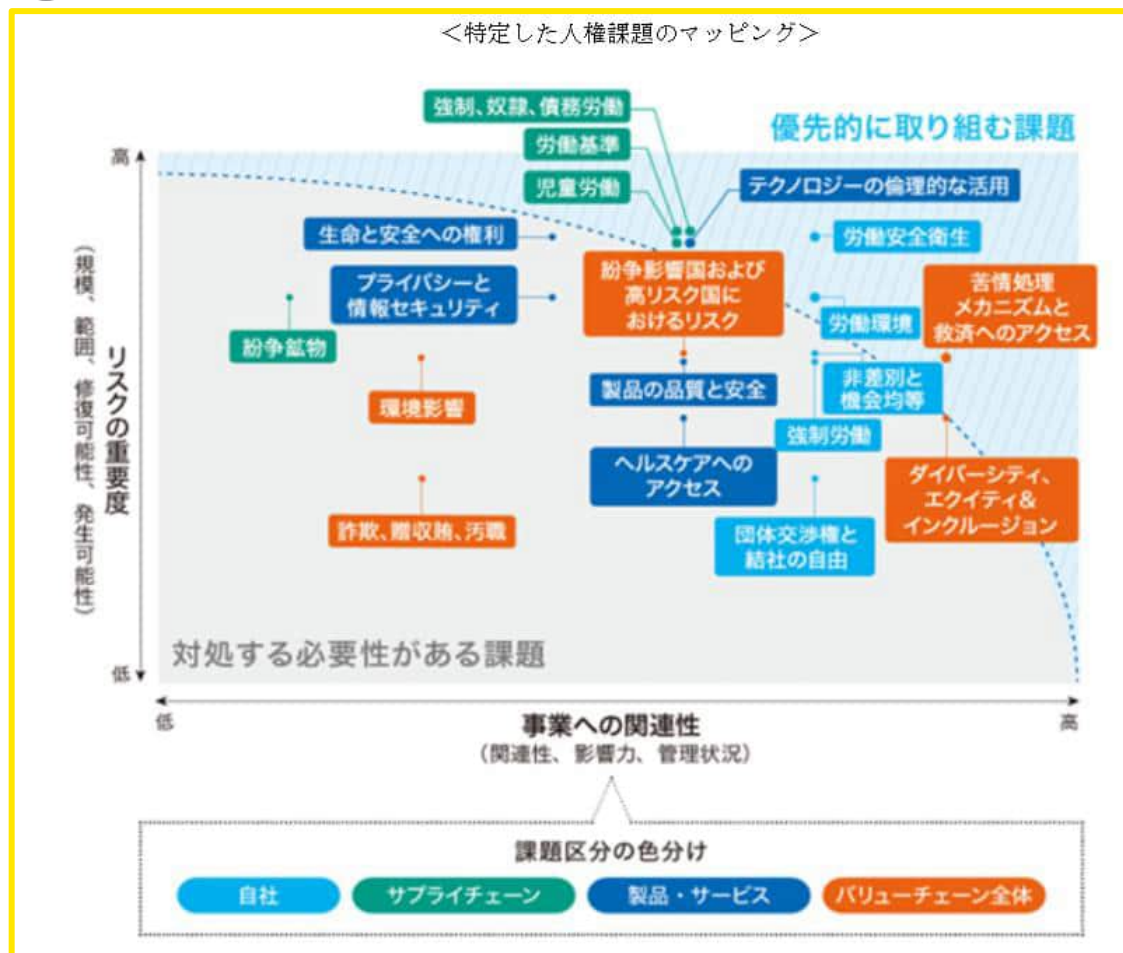 ＜特定した人権課題のマッピング＞
強制、奴隷、債務労働
労働基準
児童労働
優先的に取り組む課題
テクノロジーの倫理的な活用
高
生命と安全への権利
労働安全衛生
プライバシーと
情報セキュリティ
紛争影響国および
高リスク国に
おけるリスク
苦情処理
メカニズムと
救済へのアクセス
労働環境
紛争鉱物
環境影響
製品の品質と安全
非差別と
機会均等
強制労働
ヘルスケアへの
アクセス
ダイバーシティ、
エクイティ&
インクルージョン
詐欺、贈収賄、汚職
団体交渉権と
結社の自由
リスクの重要度
（規模、範囲、修復可能性、発生可能性）
対処する必要性がある課題
低
低
事業への関連性
高
（関連性、影響力、管理状況）
課題区分の色分け
自社
サプライチェーン
製品・サービス
バリューチェーン全体